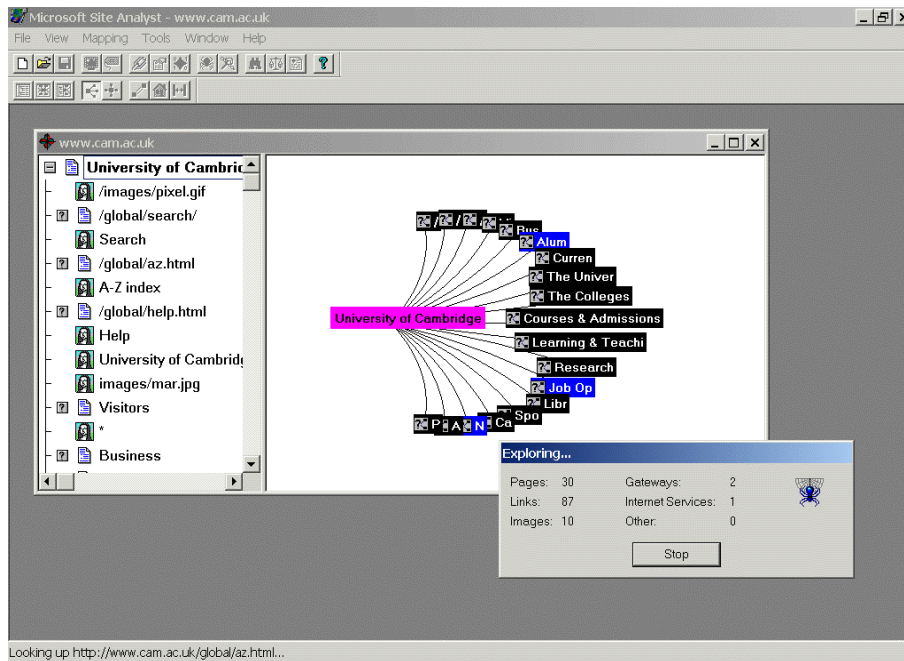 Microsoft Site Analyst - www.cam.ac.uk
File View Mapping Tools Window Help
www.cam.ac.uk
University of Cambric
/images/pixel.gif
/global/search/
Search
/global/az.html
A-Z index
/global/help.html
Help
University of Cambridg
images/mar.jpg
Visitors
*
Business
Bus
Alum
Curren
The Univer
The Colleges
University of Cambridge
Courses & Admissions
Learning & Teachi
Research
Job Op
Libr
Spo
Ca
N
A
P
Exploring...
Pages: 30 Gateways: 2
Links: 87 Internet Services: 1
Images: 10 Other: 0
Stop
Looking up http://www.cam.ac.uk/global/az.html...